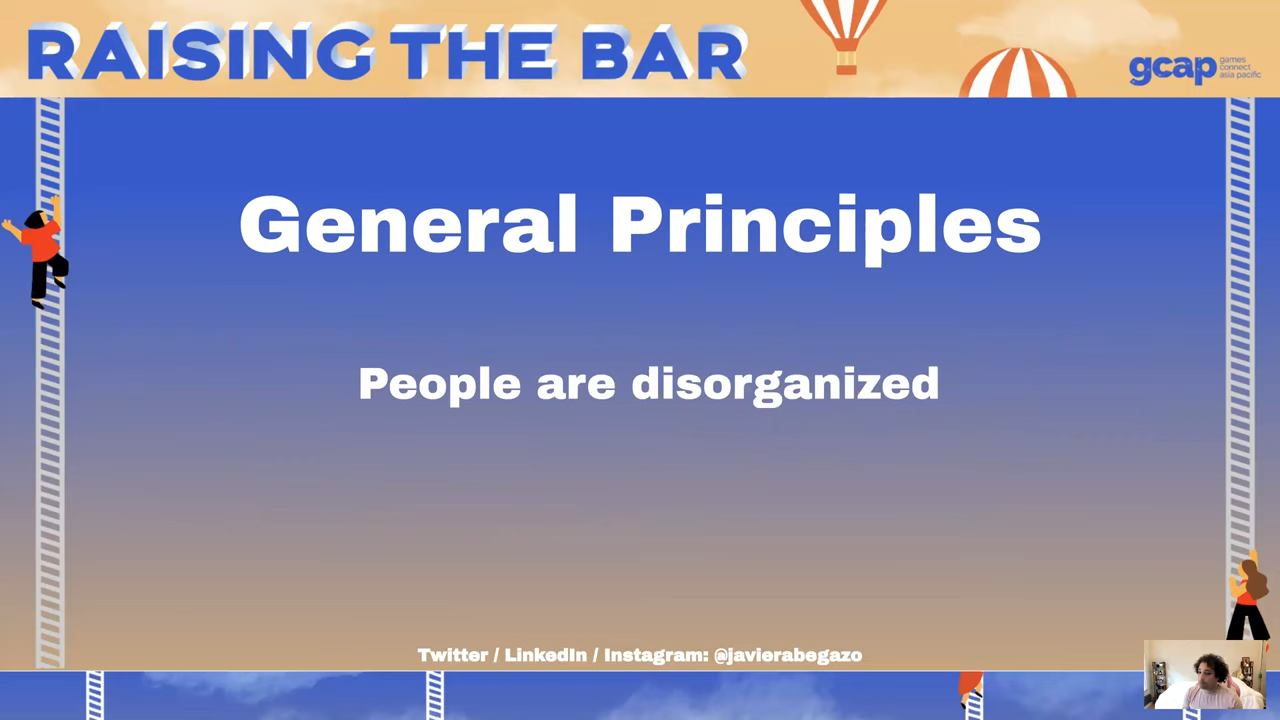 RAISING THE BAR
gcap
games
connect
asia pacific
General Principles
People are disorganized
Twitter / LinkedIn / Instagram: @javierabegazo